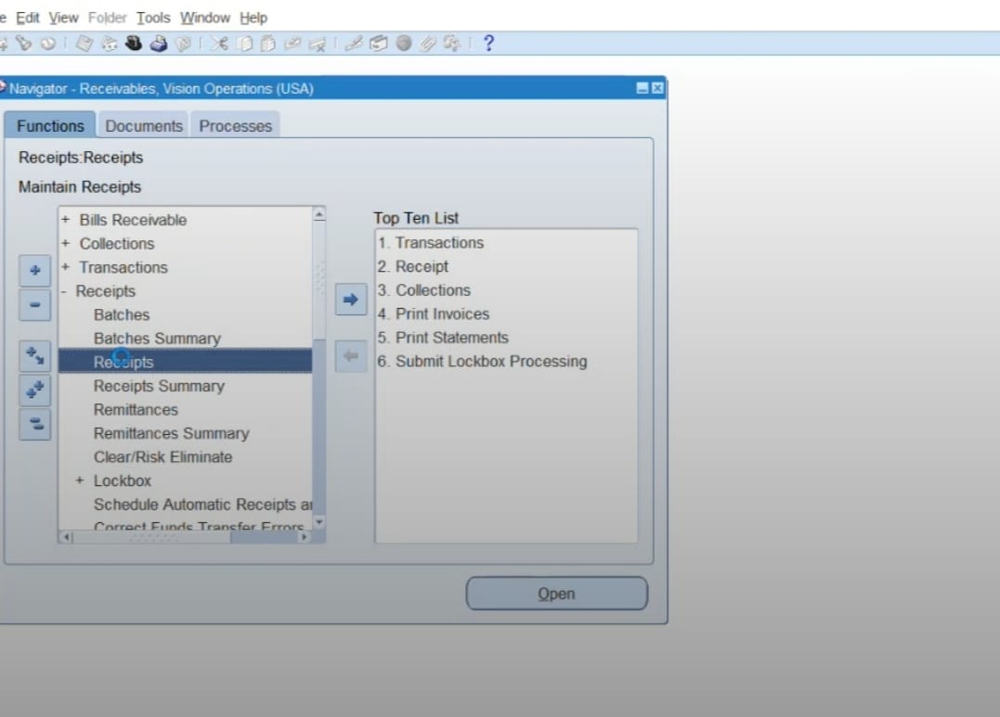 Edit View Folder Tools Window Help
?
Navigator - Receivables, Vision Operations (USA)
Functions Documents Processes
Receipts:Receipts
Maintain Receipts
+ Bills Receivable
+ Collections
+ Transactions
- Receipts
Batches
Batches Summary
Receipts
Receipts Summary
Remittances
Remittances Summary
Clear/Risk Eliminate
+ Lockbox
Schedule Automatic Receipts
Correct Funds Transfer Errors
Top Ten List
1. Transactions
2. Receipt
3. Collections
4. Print Invoices
5. Print Statements
6. Submit Lockbox Processing
Open